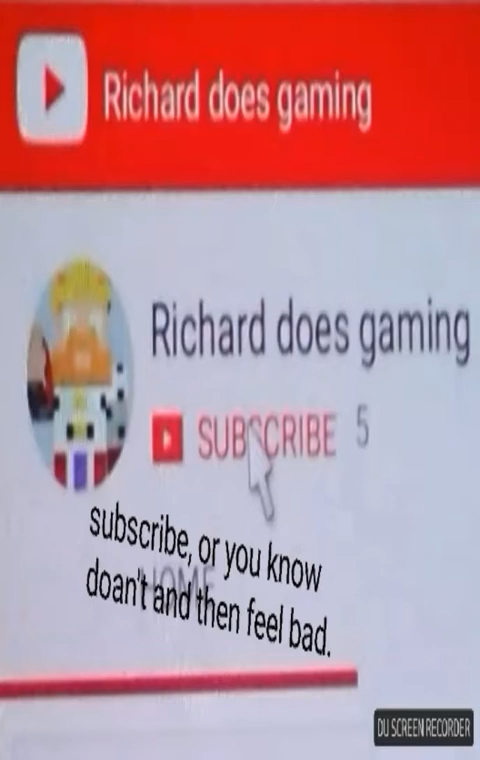 Richard does gaming
Richard does gaming
SUBSCRIBE 5
HOME
subscribe, or you know
doan't and then feel bad.
DU SCREEN RECORDER